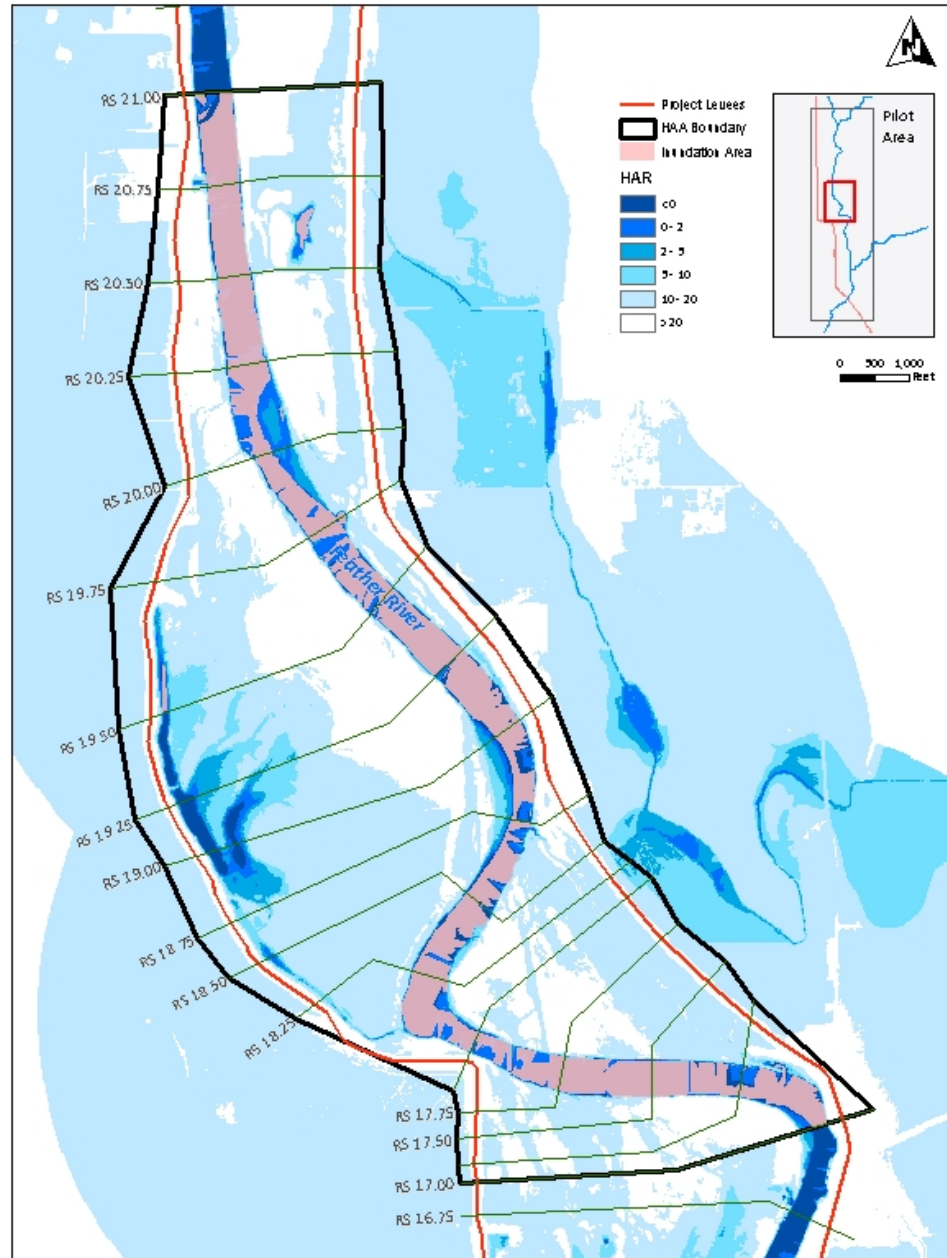 N
RS 21.00
Project Levees
HAA Boundary
Inundation Area
HAR
<0
0 - 2
2 - 5
5 - 10
10 - 20
>20
Pilot
Area
0 500 1,000
Feet
RS 20.75
RS 20.50
RS 20.25
RS 20.00
RS 19.75
Feather River
RS 19.50
RS 19.25
RS 19.00
RS 18.75
RS 18.50
RS 18.25
RS 17.75
RS 17.50
RS 17.00
RS 16.75